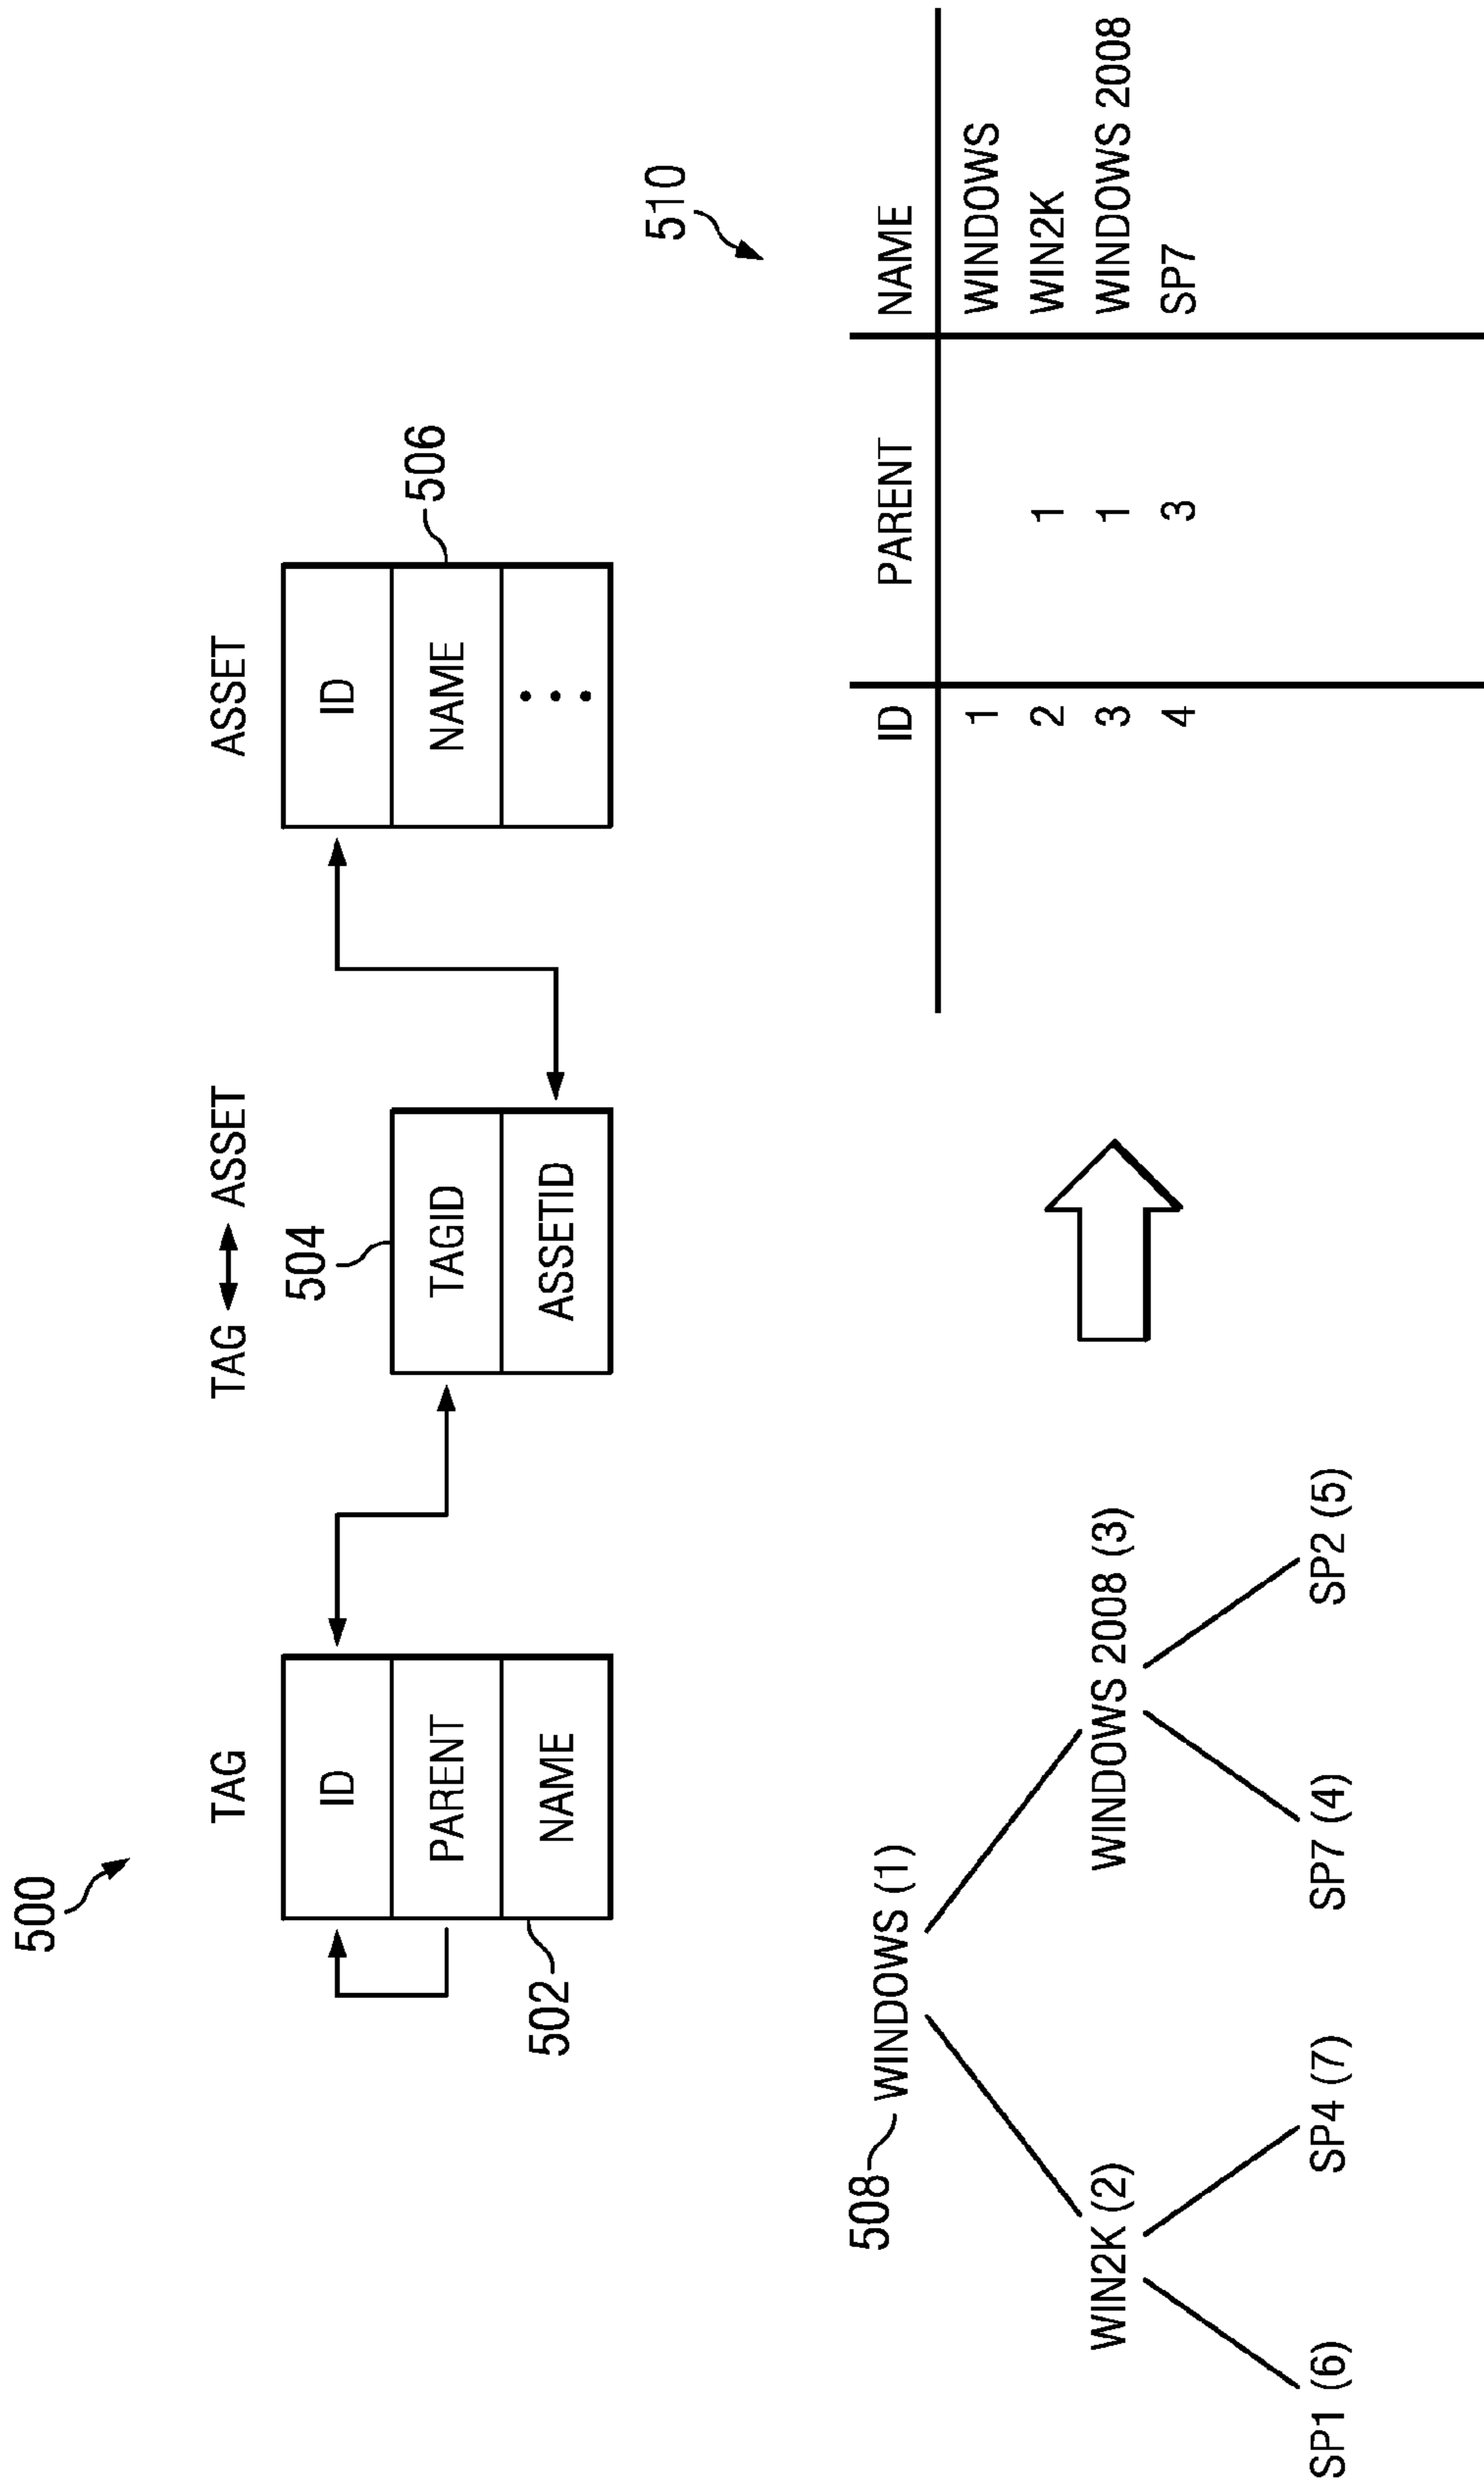 500
TAG
ID
PARENT
NAME
502
TAG ASSET
504
TAGID
ASSETID
ASSET
ID
NAME
506
508
WINDOWS (1)
WIN2K (2) WINDOWS 2008 (3)
SP1 (6) SP4 (7) SP7 (4) SP2 (5)
510
ID PARENT NAME
1 WINDOWS
2 1 WIN2K
3 1 WINDOWS 2008
4 3 SP7